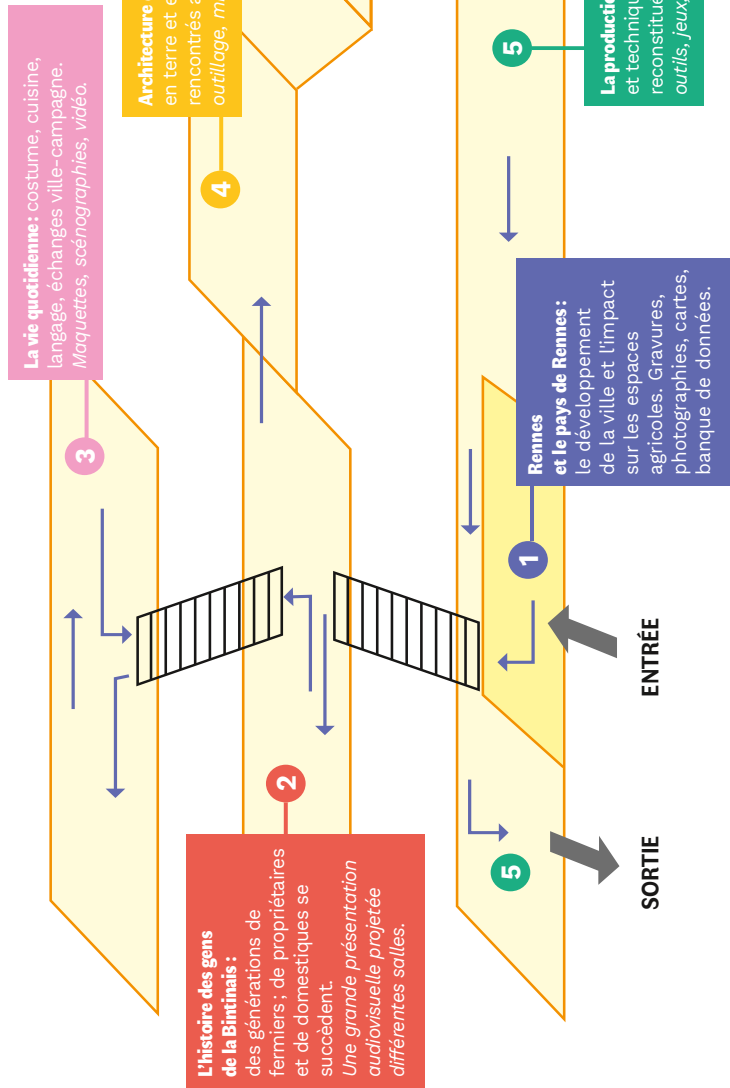 La vie quotidienne : costume, cuisine,
langage, échanges ville-campagne.
Maquettes, scénographies, vidéo.
3
Architecture
en terre et e
rencontrés a
outillage, m
4
L'histoire des gens
de la Bintinais :
des générations de
fermiers ; de propriétaires
et de domestiques se
succèdent.
Une grande présentation
audiovisuelle projetée
différentes salles.
2
Rennes
et le pays de Rennes :
le développement
de la ville et l'impact
sur les espaces
agricoles. Gravures,
photographies, cartes,
banque de données.
1
5
La productio
et techniqu
reconstitue
outils, jeux,
5
SORTIE
ENTRÉE